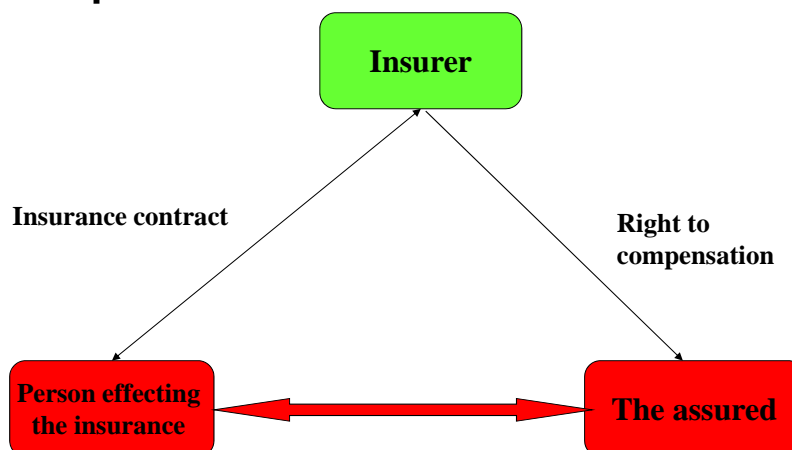 Insurer
Insurance contract
Right to
compensation
Person effecting
the insurance
The assured